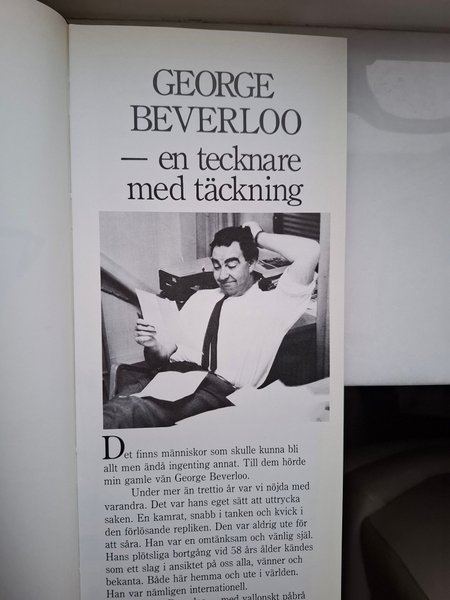 GEORGE
BEVERLOO
— en tecknare
med täckning
Det finns människor som skulle kunna bli
allt men ändå ingenting annat. Till dem hörde
min gamle vän George Beverloo.
Under mer än trettio år var vi nöjda med
varandra. Det var hans eget sätt att uttrycka
saken. En kamrat, snabb i tanken och kvick i
den förlösande repliken. Den var aldrig ute för
att såra. Han var en omtänksam och vänlig själ.
Hans plötsliga bortgång vid 58 års ålder kändes
som ett slag i ansiktet på oss alla, vänner och
bekanta. Både här hemma och ute i världen.
Han var nämligen internationell.
med vallonskt påbrå